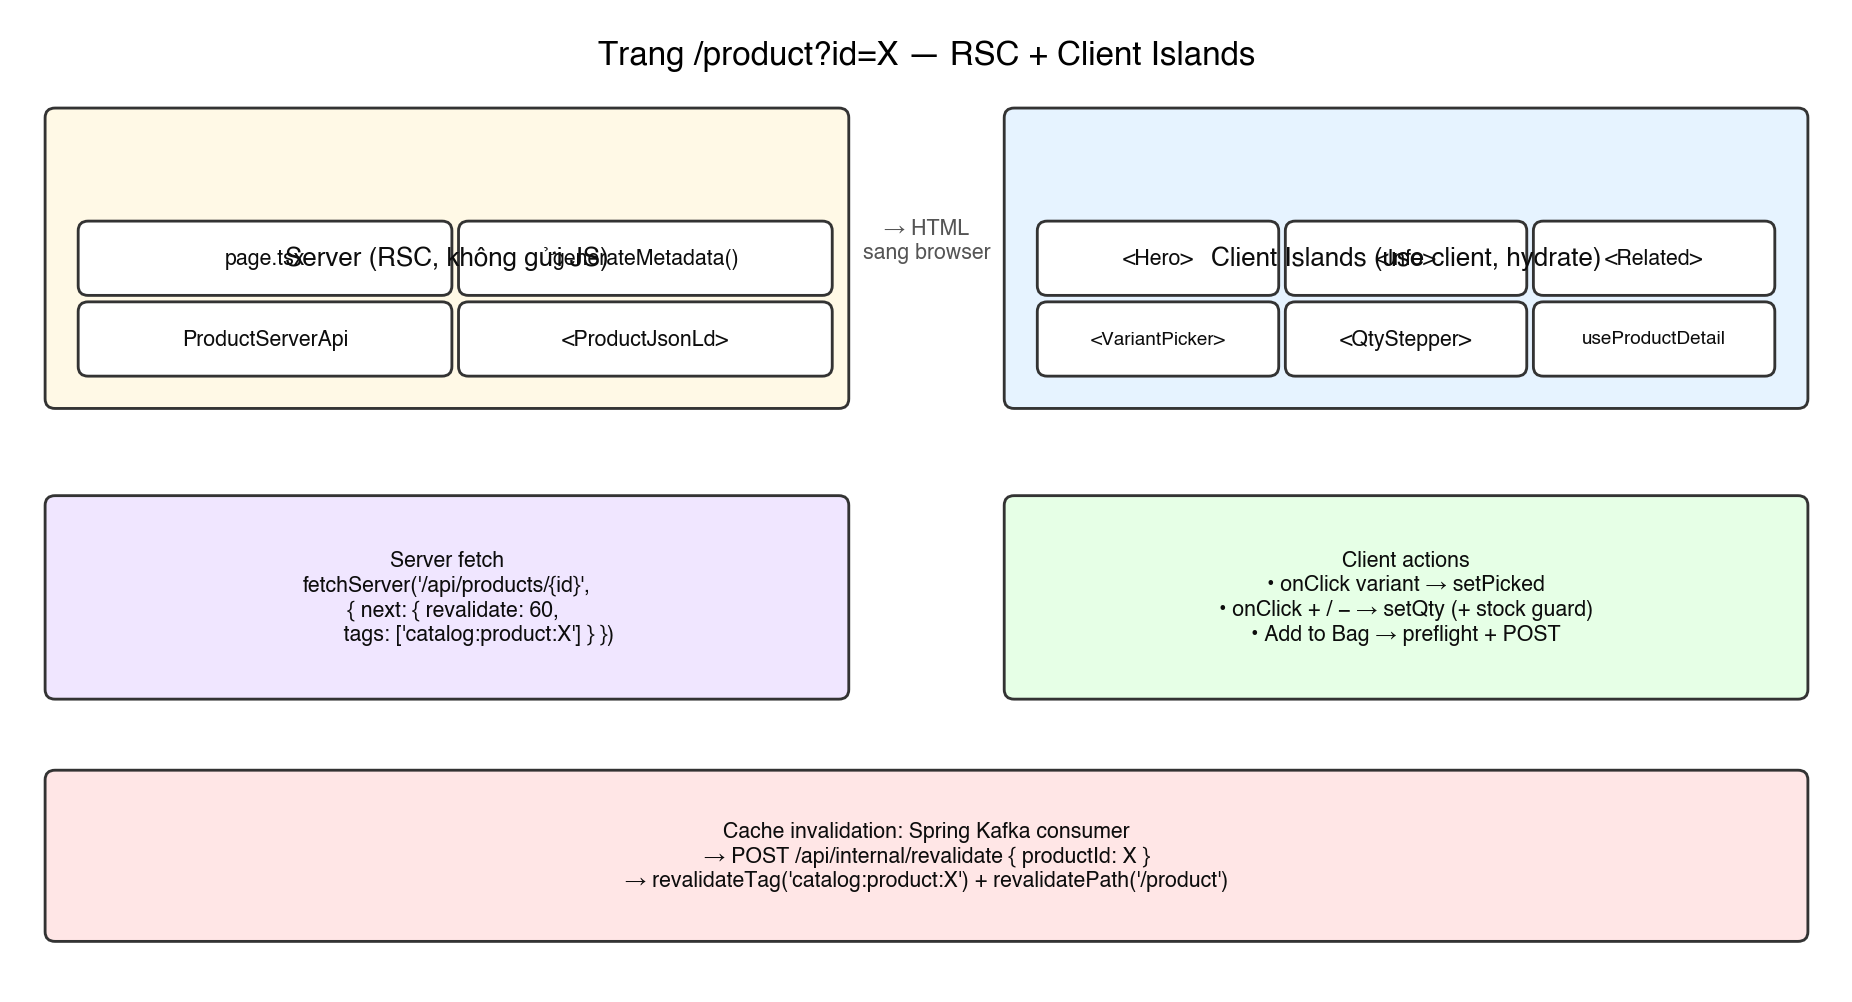 Trang /product?id=X — RSC + Client Islands
Server (RSC, không gửi JS)
page.tsx
generateMetadata()
ProductServerApi
<ProductJsonLd>
→ HTML
sang browser
Client Islands (use client, hydrate)
<Hero>
<Info>
<Related>
<VariantPicker>
<QtyStepper>
useProductDetail
Server fetch
fetchServer('/api/products/{id}',
{ next: { revalidate: 60,
tags: ['catalog:product:X'] } })
Client actions
• onClick variant → setPicked
• onClick + / − → setQty (+ stock guard)
• Add to Bag → preflight + POST
Cache invalidation: Spring Kafka consumer
→ POST /api/internal/revalidate { productId: X }
→ revalidateTag('catalog:product:X') + revalidatePath('/product')